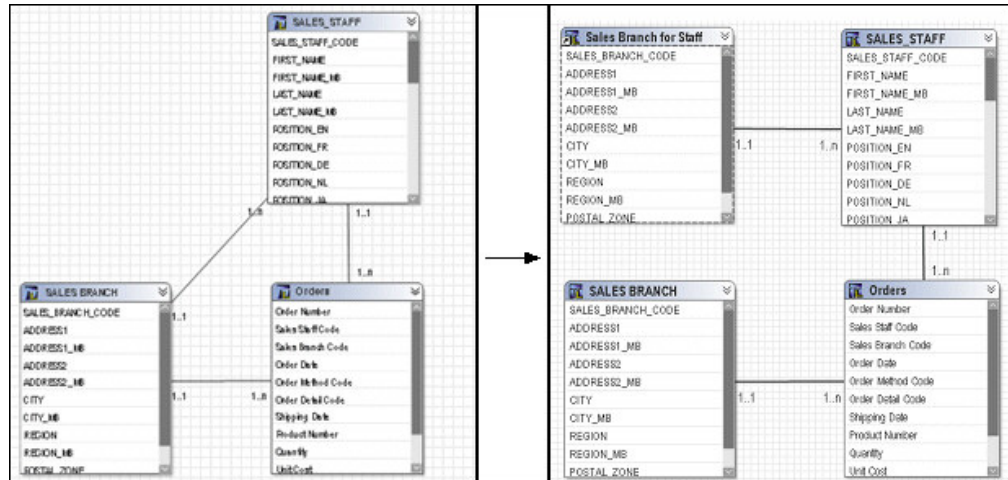 SALES_STAFF
SALES_STAFF_CODE
FIRST_NAME
FIRST_NAME_MB
LAST_NAME
LAST_NAME_MB
POSITION_EN
POSITION_FR
POSITION_DE
POSITION_NL
POSITION_JA
1..n
1..1
1..n
SALES BRANCH
SALES_BRANCH_CODE
ADDRESS1
ADDRESS1_MB
ADDRESS2
ADDRESS2_MB
CITY
CITY_MB
REGION
REGION_MB
POSTAL_ZONE
1..1
1..1
1..n
Orders
Order Number
Sales Staff Code
Sales Branch Code
Order Date
Order Method Code
Order Detail Code
Shipping Date
Product Number
Quantity
Unit Cost
Sales Branch for Staff
SALES_BRANCH_CODE
ADDRESS1
ADDRESS1_MB
ADDRESS2
ADDRESS2_MB
CITY
CITY_MB
REGION
REGION_MB
POSTAL_ZONE
1..1
1..n
SALES_STAFF
SALES_STAFF_CODE
FIRST_NAME
FIRST_NAME_MB
LAST_NAME
LAST_NAME_MB
POSITION_EN
POSITION_FR
POSITION_DE
POSITION_NL
POSITION_JA
1..1
1..n
SALES BRANCH
SALES_BRANCH_CODE
ADDRESS1
ADDRESS1_MB
ADDRESS2
ADDRESS2_MB
CITY
CITY_MB
REGION
REGION_MB
POSTAL_ZONE
1..1
1..n
Orders
Order Number
Sales Staff Code
Sales Branch Code
Order Date
Order Method Code
Order Detail Code
Shipping Date
Product Number
Quantity
Unit Cost